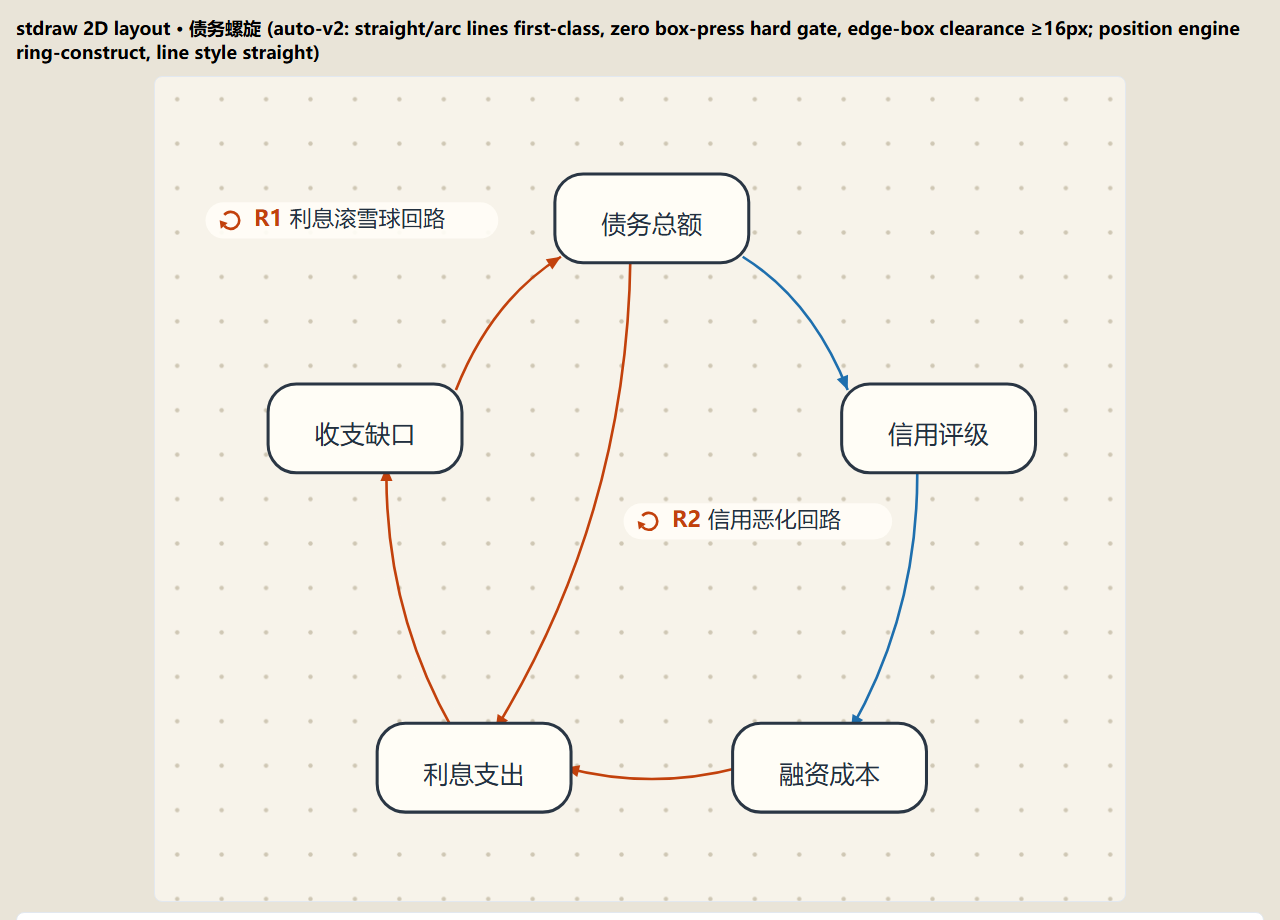 stdraw 2D layout • 债务螺旋 (auto-v2: straight/arc lines first-class, zero box-press hard gate, edge-box clearance ≥16px; position engine
ring-construct, line style straight)
债务总额
R1 利息滚雪球回路
收支缺口
信用评级
R2 信用恶化回路
利息支出
融资成本